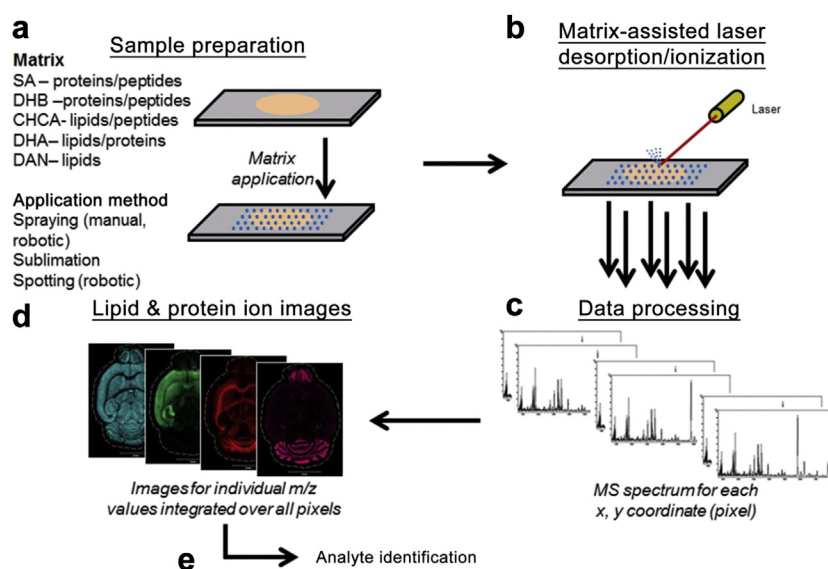 a
Sample preparation
Matrix
SA – proteins/peptides
DHB –proteins/peptides
CHCA- lipids/peptides
DHA– lipids/proteins
DAN– lipids
Matrix
application
Application method
Spraying (manual,
robotic)
Sublimation
Spotting (robotic)
b
Matrix-assisted laser
desorption/ionization
Laser
c
Data processing
MS spectrum for each
x, y coordinate (pixel)
d
Lipid & protein ion images
Images for individual m/z
values integrated over all pixels
e
Analyte identification